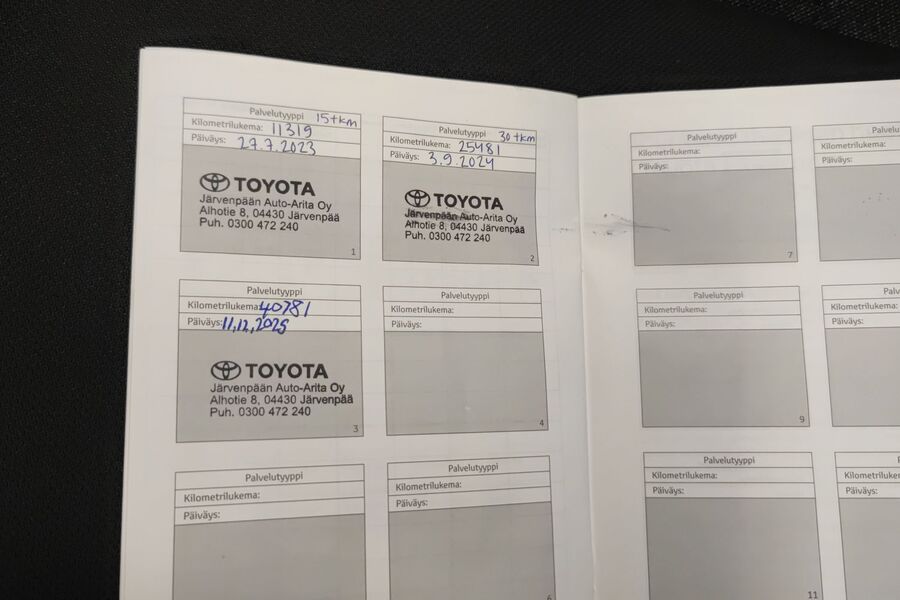 Palvelutyyppi 15tkm
Kilometrilukema: 11319
Päiväys: 27.7.2023
TOYOTA
Järvenpään Auto-Arita Oy
Alhotie 8, 04430 Järvenpää
Puh. 0300 472 240
1
Palvelutyyppi 30tkm
Kilometrilukema: 25481
Päiväys: 3.9.2024
TOYOTA
Järvenpään Auto-Arita Oy
Alhotie 8, 04430 Järvenpää
Puh. 0300 472 240
2
Palvelutyyppi
Kilometrilukema: 40781
Päiväys: 11,12,2025
TOYOTA
Järvenpään Auto-Arita Oy
Alhotie 8, 04430 Järvenpää
Puh. 0300 472 240
3
Palvelutyyppi
Kilometrilukema:
Päiväys:
4
Palvelutyyppi
Kilometrilukema:
Päiväys:
Palvelutyyppi
Kilometrilukema:
Päiväys:
6
Palvelutyyppi
Kilometrilukema:
Päiväys:
7
Palvelu
Kilometrilukema:
Päiväys:
Palvelutyyppi
Kilometrilukema:
Päiväys:
9
Palvelu
Kilometrilukema:
Päiväys:
Palvelutyyppi
Kilometrilukema:
Päiväys:
11
Kilometrilukema:
Päiväys: